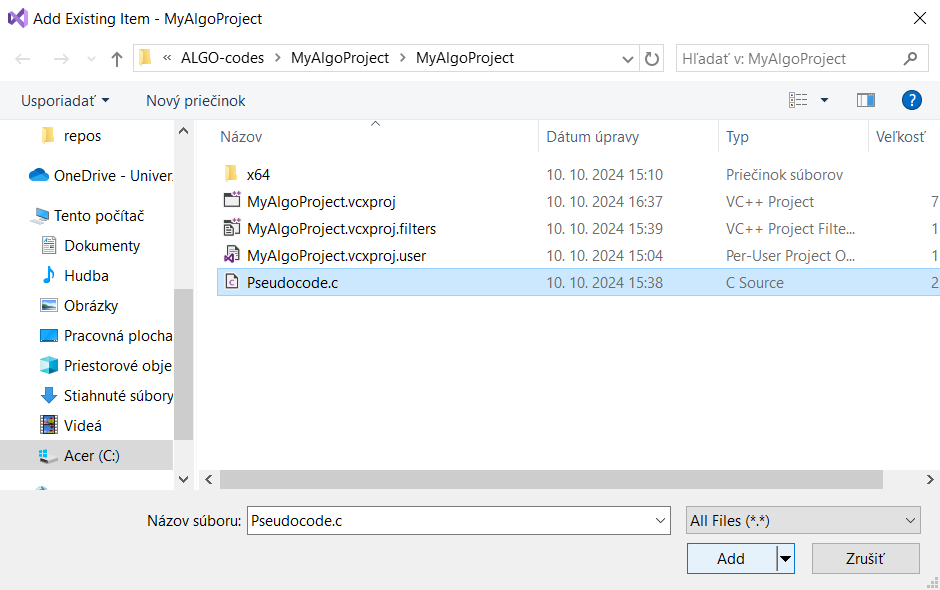 Add Existing Item - MyAlgoProject
« ALGO-codes > MyAlgoProject > MyAlgoProject
Hľadať v: MyAlgoProject
Usporiadať
Nový priečinok
?
repos
OneDrive - Univer
Tento počítač
Dokumenty
Hudba
Obrázky
Pracovná plocha
Priestorové obje
Stiahnuté súbory
Videá
Acer (C:)
Názov Dátum úpravy Typ Veľkosť
x64 10. 10. 2024 15:10 Priečinok súborov
MyAlgoProject.vcxproj 10. 10. 2024 16:37 VC++ Project 7
MyAlgoProject.vcxproj.filters 10. 10. 2024 15:39 VC++ Project Filte... 1
MyAlgoProject.vcxproj.user 10. 10. 2024 15:04 Per-User Project O... 1
Pseudocode.c 10. 10. 2024 15:38 C Source 2
Názov súboru: Pseudocode.c
All Files (*.*)
Add
Zrušiť